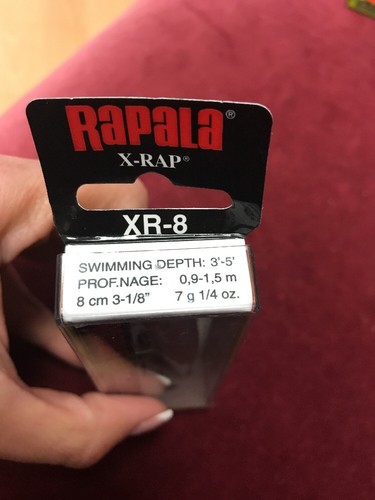 Rapala®
X-RAP®
XR-8
SWIMMING DEPTH: 3'-5'
PROF.NAGE: 0,9-1,5 m
8 cm 3-1/8" 7 g 1/4 oz.